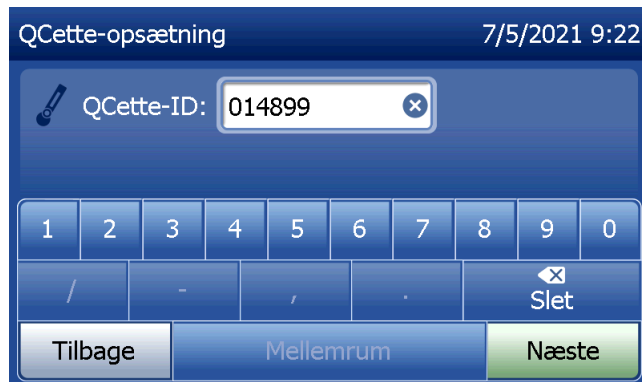 QCette-opsætning 7/5/2021 9:22
QCette-ID: 014899
1 2 3 4 5 6 7 8 9 0
/ - , .
Slet
Tilbage Mellemrum Næste